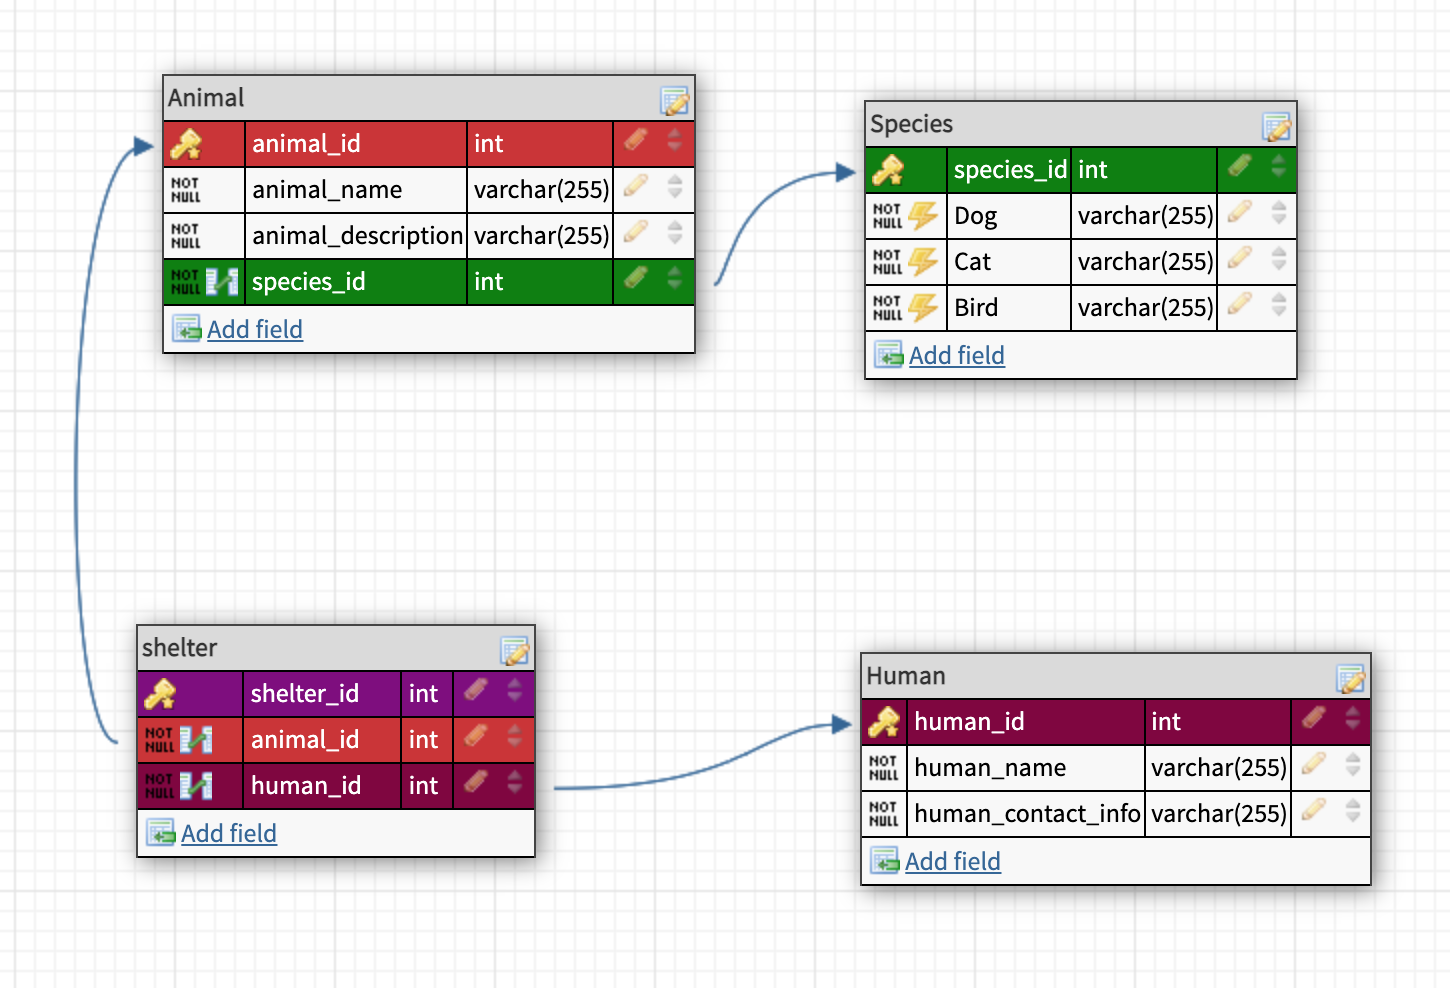 Animal
animal_id int
NOT NULL animal_name varchar(255)
NOT NULL animal_description varchar(255)
NOT NULL species_id int
Add field
Species
species_id int
NOT NULL Dog varchar(255)
NOT NULL Cat varchar(255)
NOT NULL Bird varchar(255)
Add field
shelter
shelter_id int
NOT NULL animal_id int
NOT NULL human_id int
Add field
Human
human_id int
NOT NULL human_name varchar(255)
NOT NULL human_contact_info varchar(255)
Add field